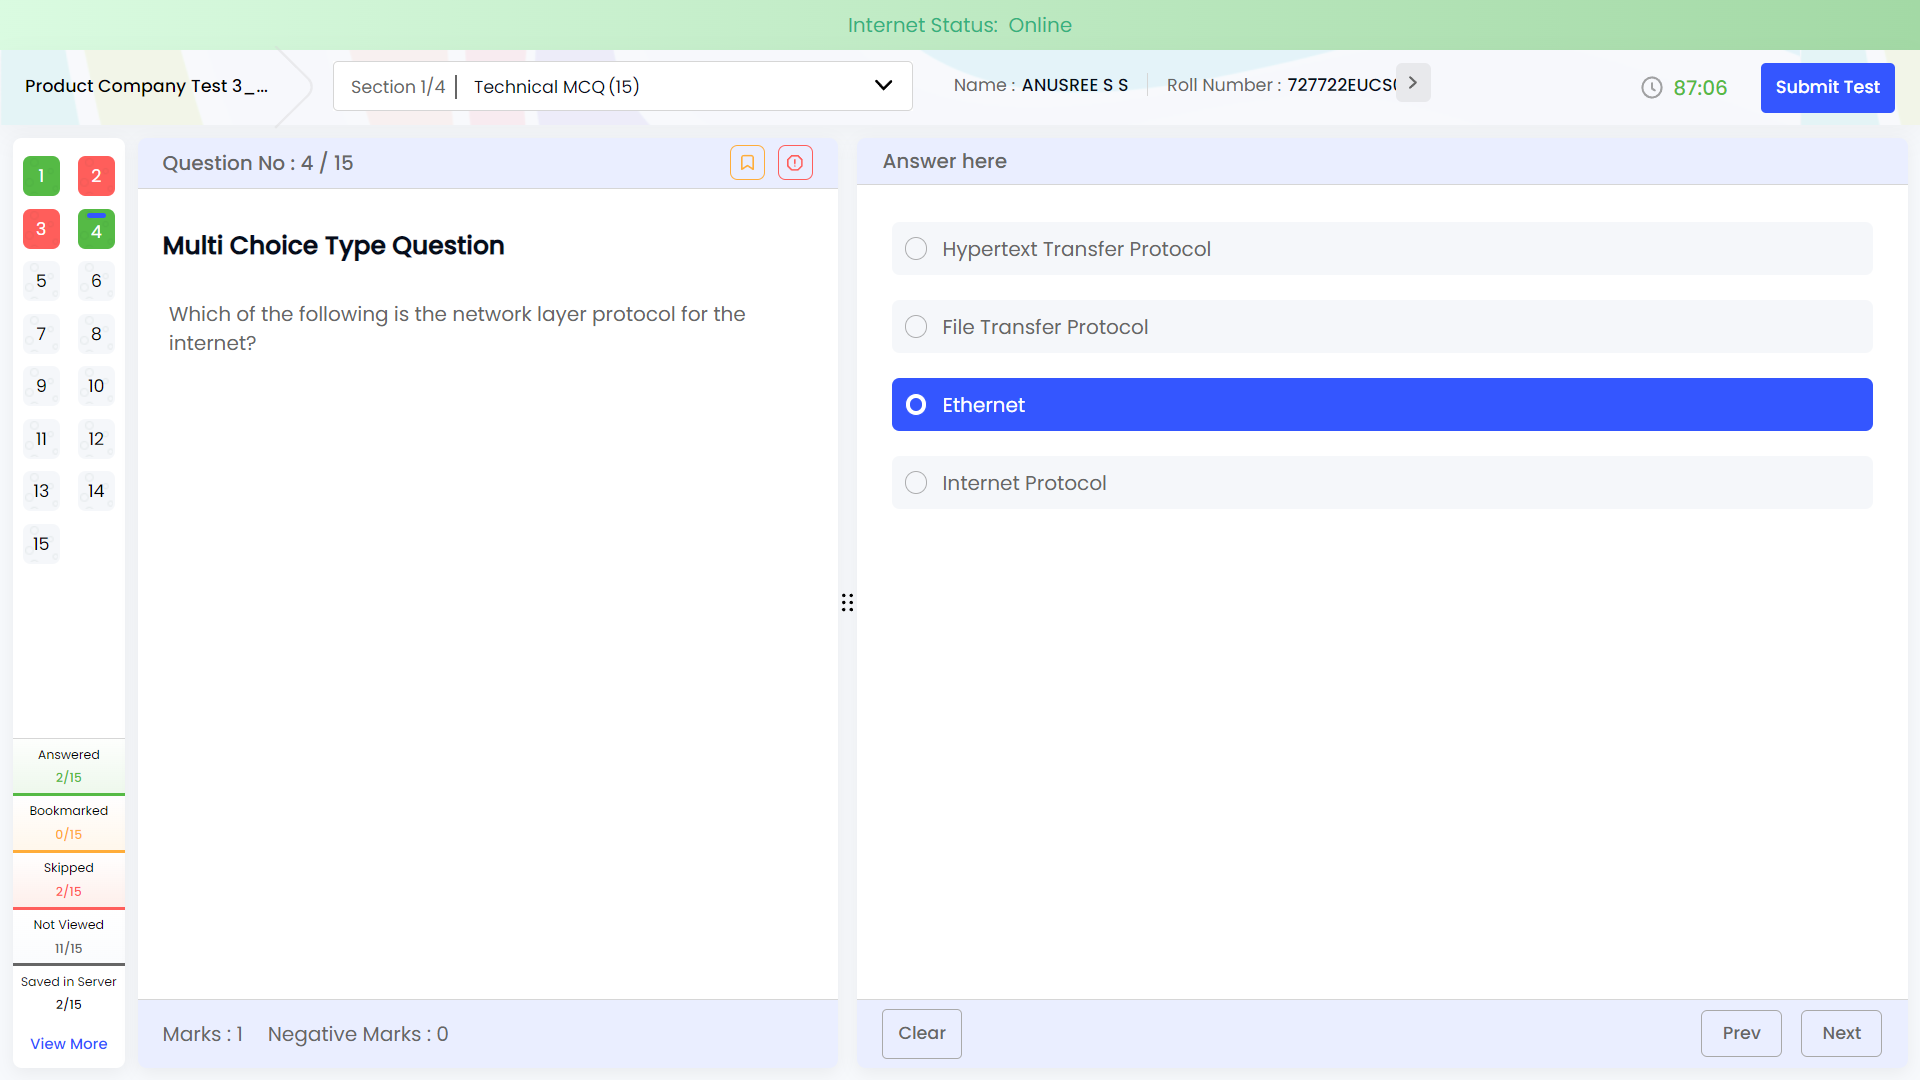 Internet Status: Online
Product Company Test 3_...
Section 1/4
Technical MCQ (15)
Name : ANUSREE S S
Roll Number : 727722EUCS
87:06
Submit Test
1
2
3
4
5
6
7
8
9
10
11
12
13
14
15
Answered
2/15
Bookmarked
0/15
Skipped
2/15
Not Viewed
11/15
Saved in Server
2/15
View More
Question No : 4 / 15
Multi Choice Type Question
Which of the following is the network layer protocol for the
internet?
Marks : 1
Negative Marks : 0
Answer here
Hypertext Transfer Protocol
File Transfer Protocol
Ethernet
Internet Protocol
Clear
Prev
Next